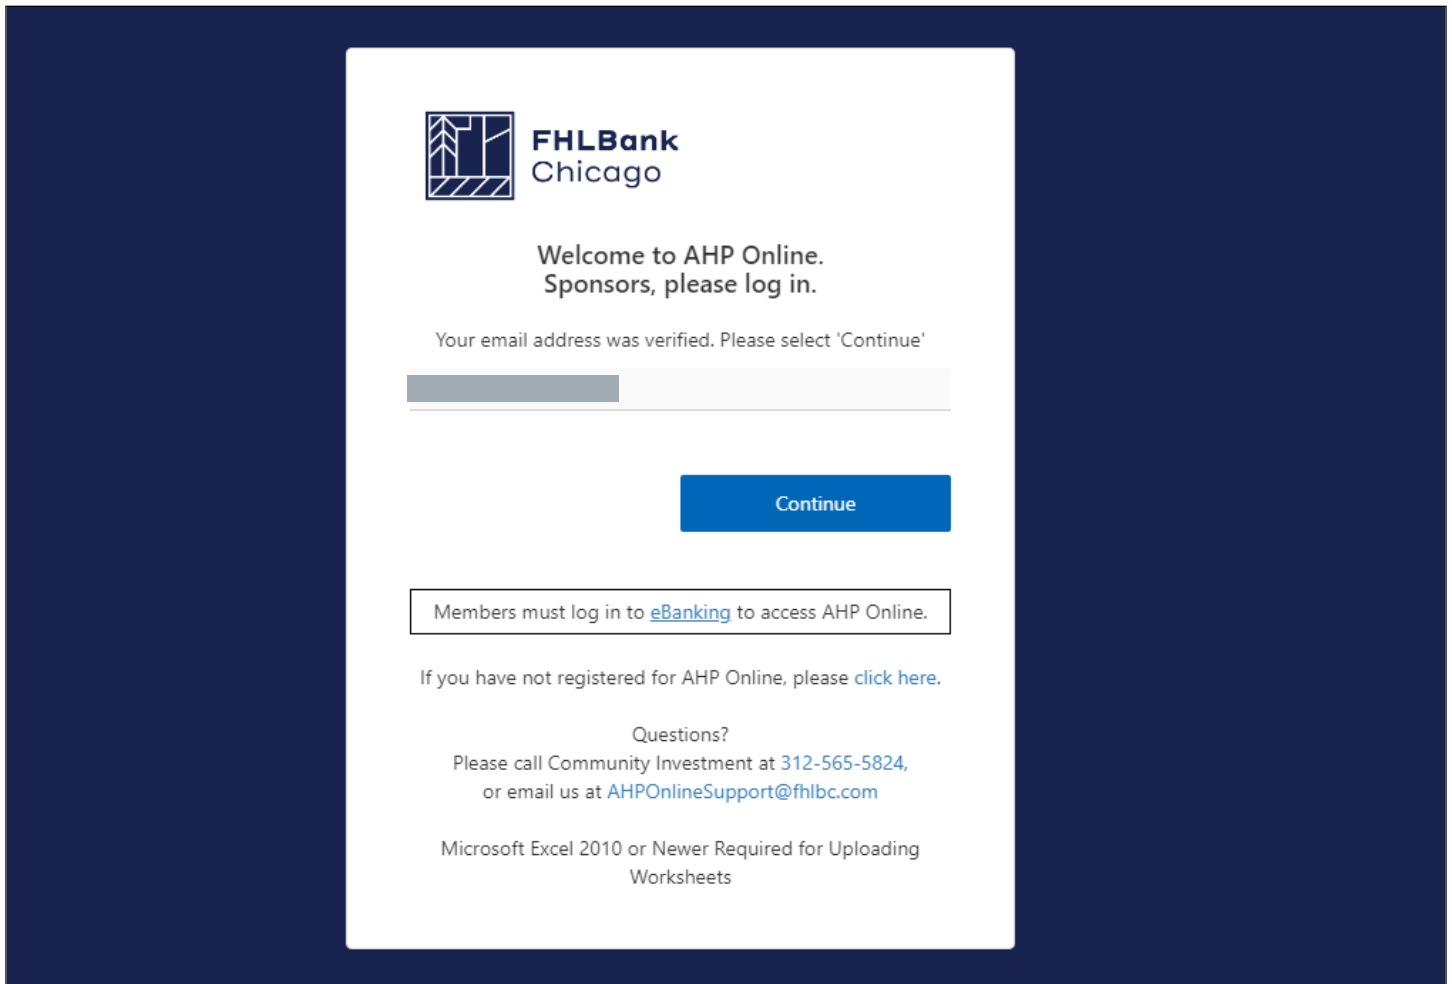 FHLBank
Chicago
Welcome to AHP Online.
Sponsors, please log in.
Your email address was verified. Please select 'Continue'
Continue
Members must log in to eBanking to access AHP Online.
If you have not registered for AHP Online, please click here.
Questions?
Please call Community Investment at 312-565-5824,
or email us at AHPOnlineSupport@fhlbc.com
Microsoft Excel 2010 or Newer Required for Uploading
Worksheets